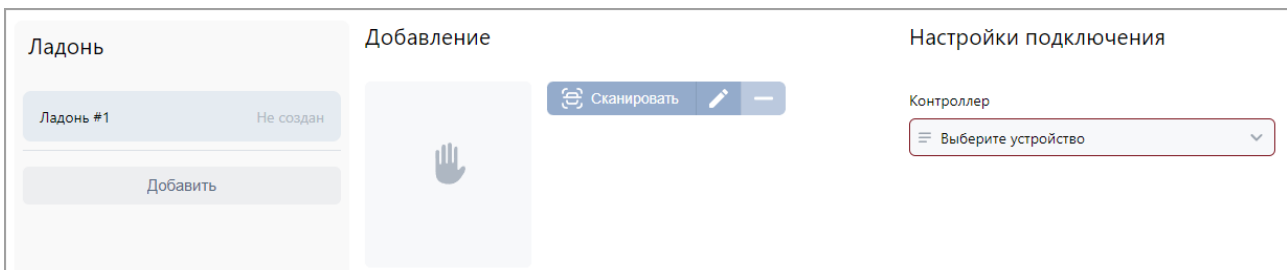 Ладонь
Ладонь #1 Не создан
Добавить
Добавление
Сканировать
Настройки подключения
Контроллер
Выберите устройство